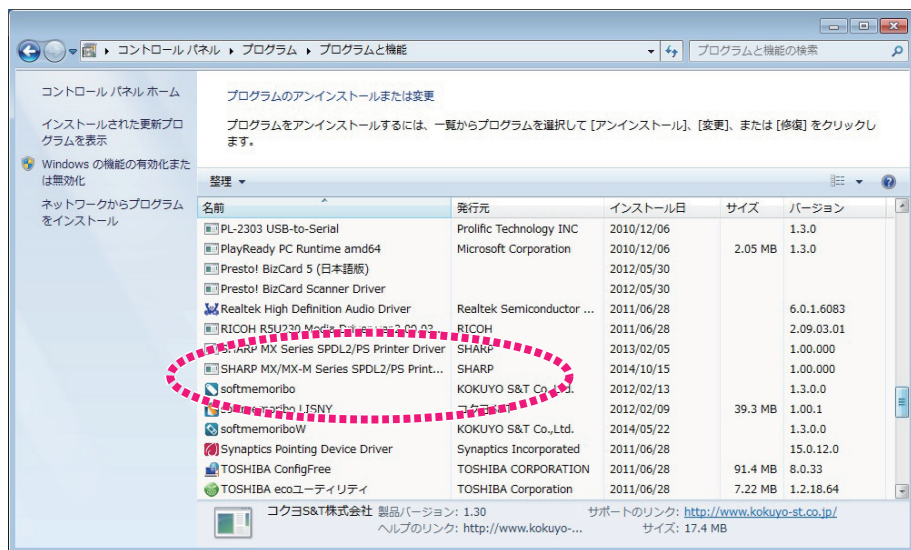 コントロール パネル ▸ プログラム ▸ プログラムと機能
プログラムと機能の検索
コントロール パネル ホーム
インストールされた更新プロ
グラムを表示
Windows の機能の有効化また
は無効化
ネットワークからプログラム
をインストール
プログラムのアンインストールまたは変更
プログラムをアンインストールするには、一覧からプログラムを選択して [アンインストール]、[変更]、または [修復] をクリックし
ます。
整理
名前 発行元 インストール日 サイズ バージョン
PL-2303 USB-to-Serial Prolific Technology INC 2010/12/06 1.3.0
PlayReady PC Runtime amd64 Microsoft Corporation 2010/12/06 2.05 MB 1.3.0
Presto! BizCard 5 (日本語版) 2012/05/30
Presto! BizCard Scanner Driver 2012/05/30
Realtek High Definition Audio Driver Realtek Semiconductor ... 2011/06/28 6.0.1.6083
RICOH R5U230 Media Driver RICOH 2011/06/28 2.09.03.01
SHARP MX Series SPDL2/PS Printer Driver SHARP 2013/02/05 1.00.000
SHARP MX/MX-M Series SPDL2/PS Print... SHARP 2014/10/15 1.00.000
softmemoribo KOKUYO S&T Co.,Ltd. 2012/02/13 1.3.0.0
LISNY コクヨS&T 2012/02/09 39.3 MB 1.00.1
softmemoriboW KOKUYO S&T Co.,Ltd. 2014/05/22 1.3.0.0
Synaptics Pointing Device Driver Synaptics Incorporated 2011/06/28 15.0.12.0
TOSHIBA ConfigFree TOSHIBA CORPORATION 2011/06/28 91.4 MB 8.0.33
TOSHIBA ecoユーティリティ TOSHIBA Corporation 2011/06/28 7.22 MB 1.2.18.64
コクヨS&T株式会社 製品バージョン: 1.30 サポートのリンク: http://www.kokuyo-st.co.jp/
ヘルプのリンク: http://www.kokuyo-... サイズ: 17.4 MB